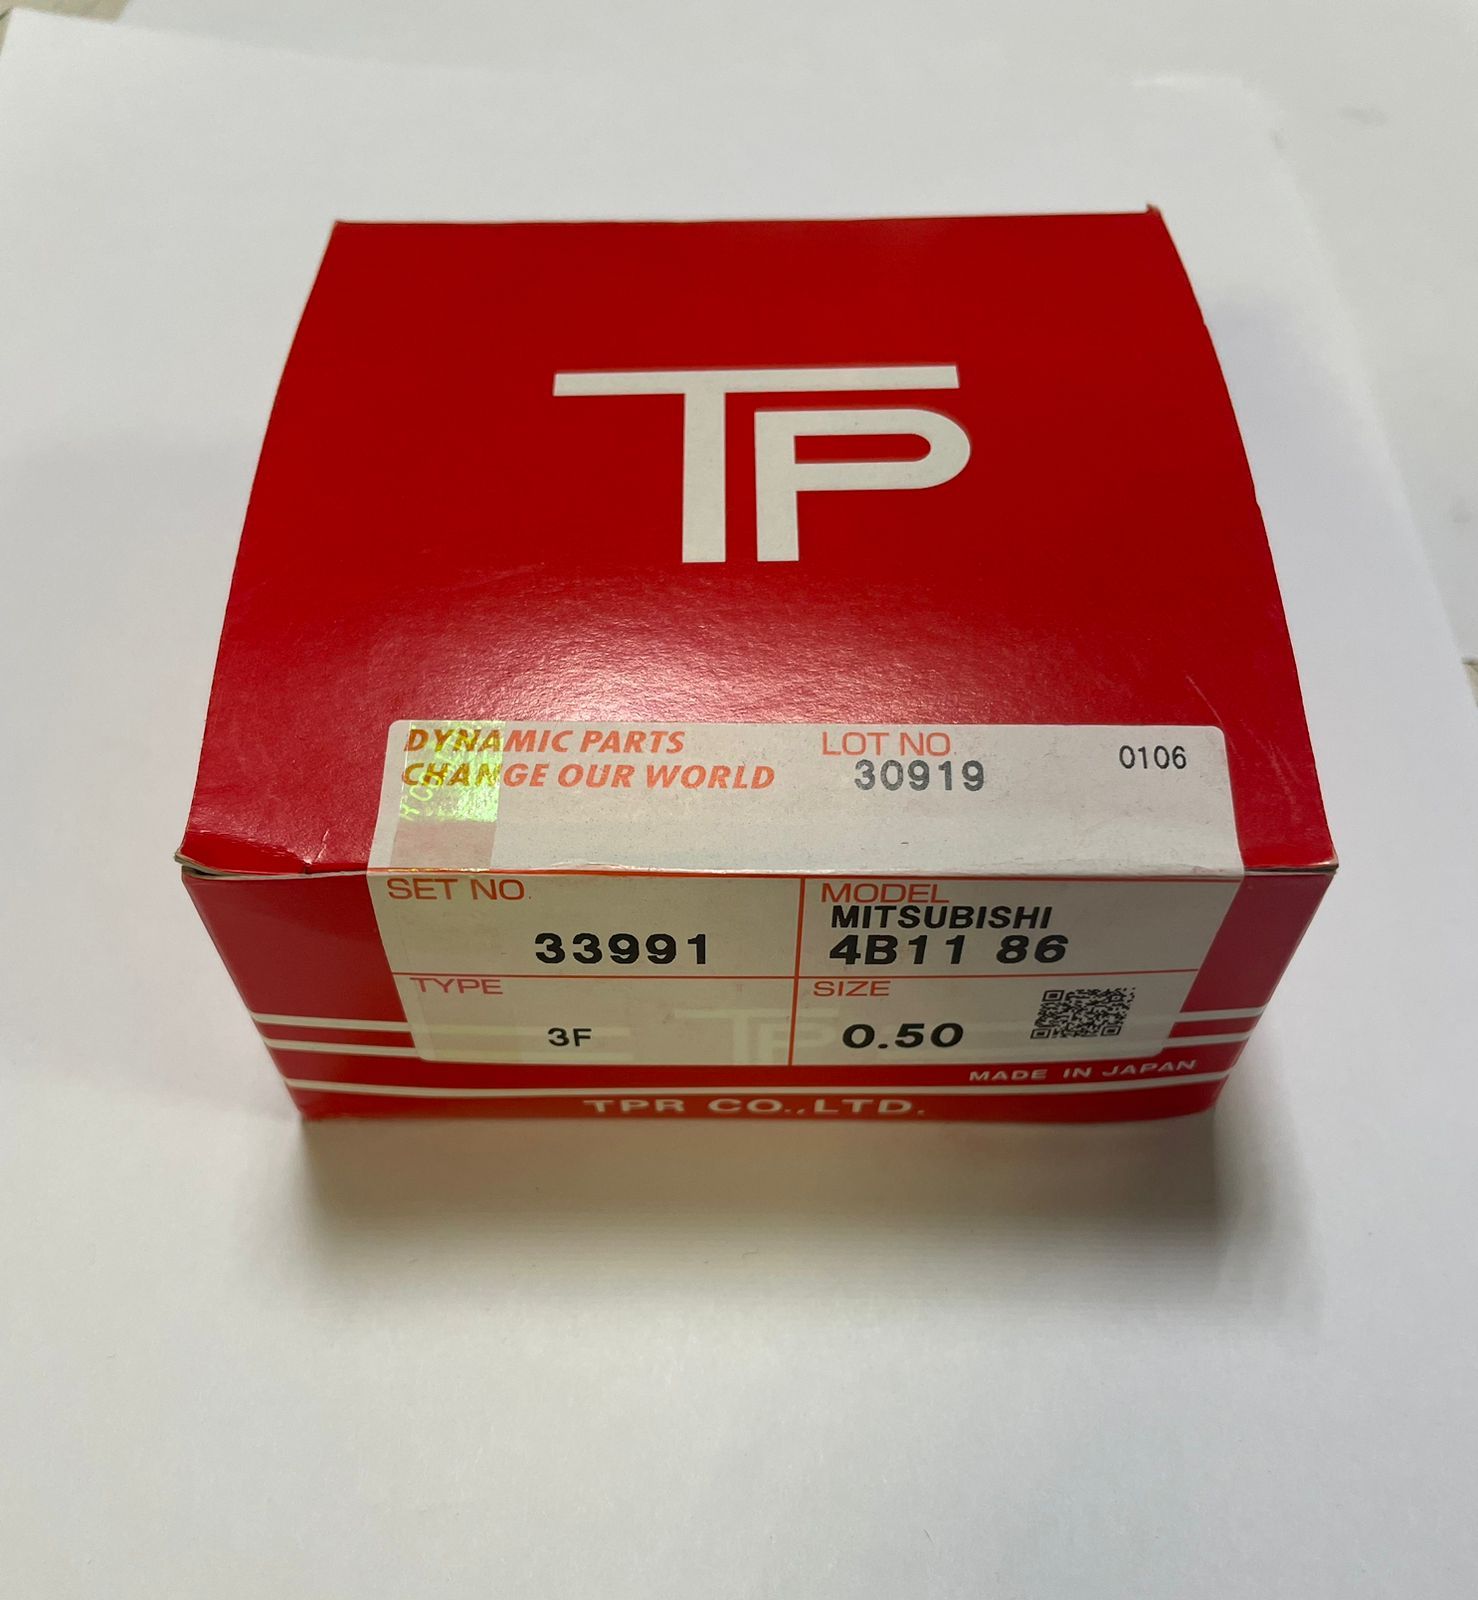 TP
DYNAMIC PARTS
CHANGE OUR WORLD
LOT NO.
30919
0106
SET NO.
33991
MODEL
MITSUBISHI
4B11 86
TYPE
3F
SIZE
0.50
TP
MADE IN JAPAN
TPR CO.,LTD.